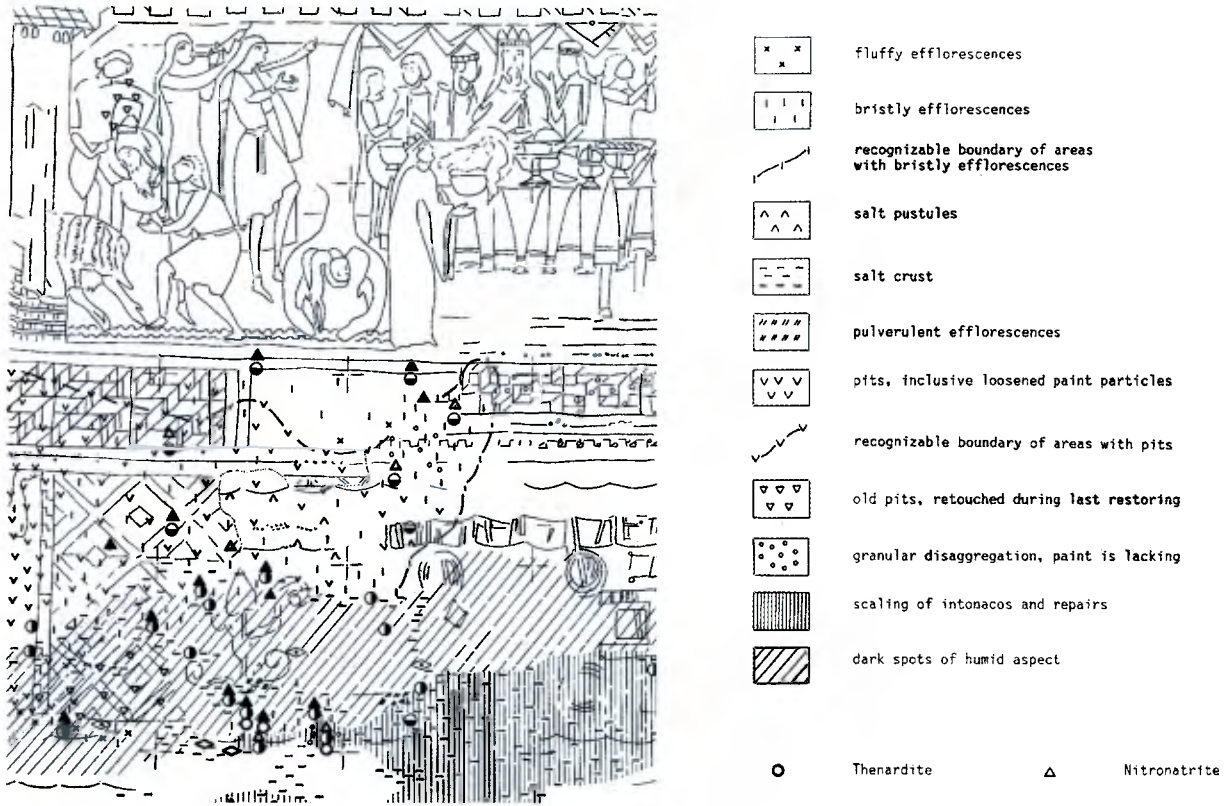 fluffy efflorescences
bristly efflorescences
recognizable boundary of areas
with bristly efflorescences
salt pustules
salt crust
pulverulent efflorescences
pits, inclusive loosened paint particles
recognizable boundary of areas with pits
old pits, retouched during last restoring
granular disaggregation, paint is lacking
scaling of intonacos and repairs
dark spots of humid aspect
Thenardite
Nitronatrite